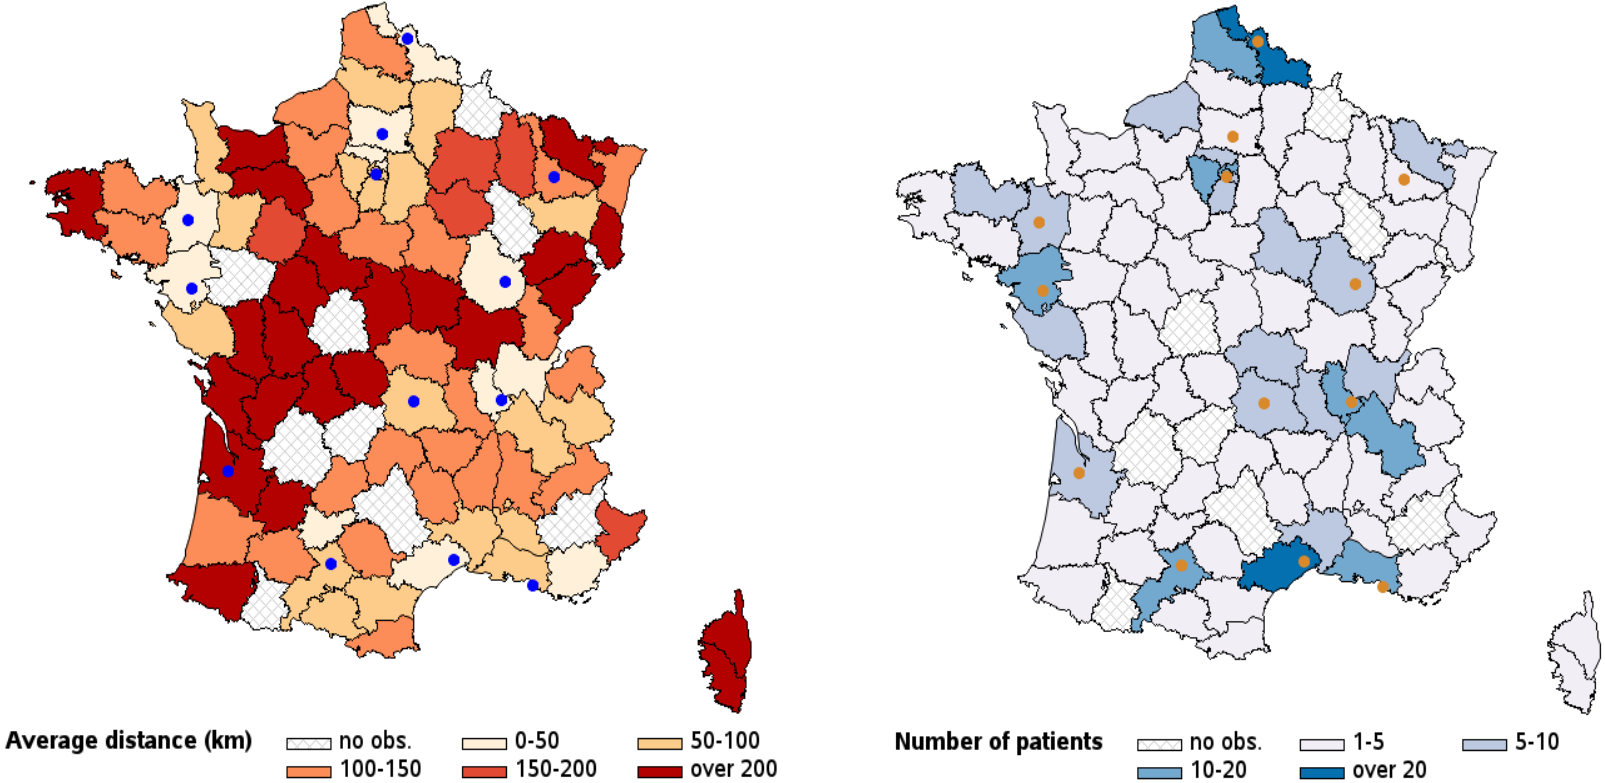 Average distance (km) no obs. 0-50 50-100
100-150 150-200 over 200
Number of patients no obs. 1-5 5-10
10-20 over 20